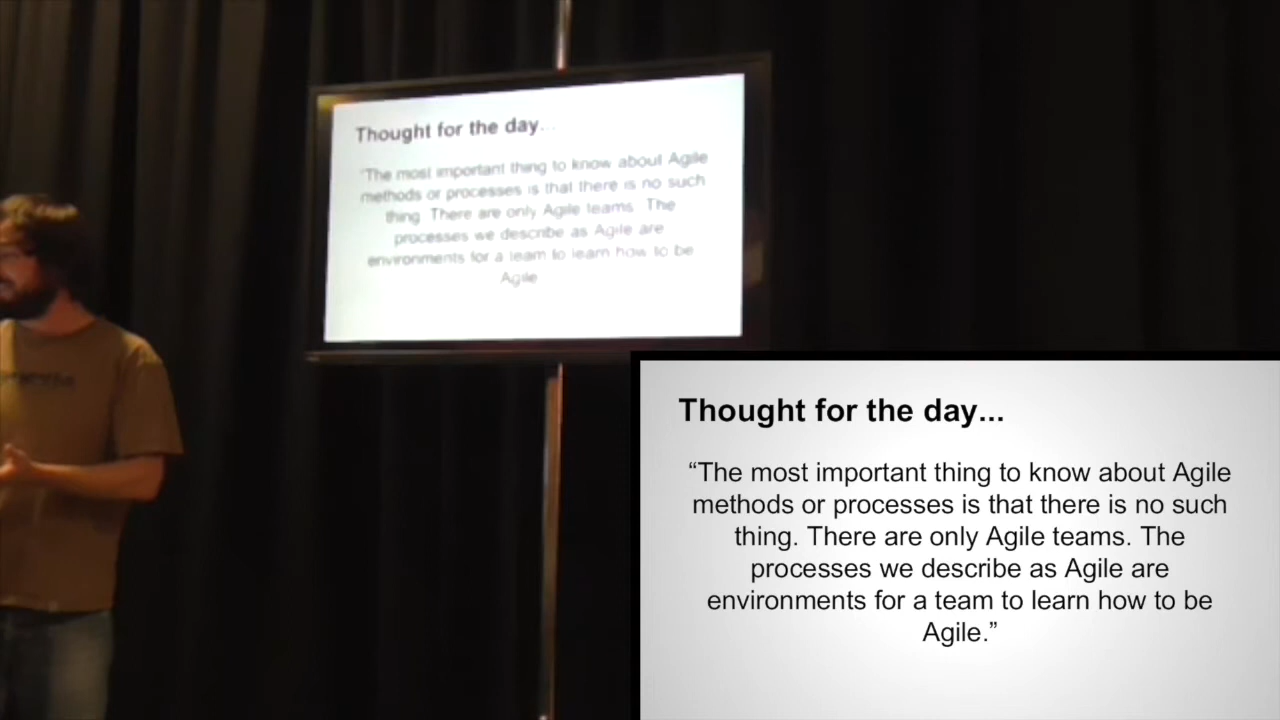 Thought for the day...
“The most important thing to know about Agile
methods or processes is that there is no such
thing. There are only Agile teams. The
processes we describe as Agile are
environments for a team to learn how to be
Agile.”
Thought for the day...
“The most important thing to know about Agile
methods or processes is that there is no such
thing. There are only Agile teams. The
processes we describe as Agile are
environments for a team to learn how to be
Agile.”